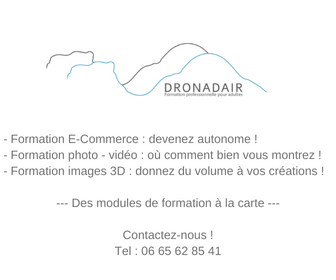 DRONADAIR
Formation professionnelle pour adultes
- Formation E-Commerce : devenez autonome !
- Formation photo - vidéo : où comment bien vous montrez !
- Formation images 3D : donnez du volume à vos créations !
--- Des modules de formation à la carte ---
Contactez-nous !
Tel : 06 65 62 85 41